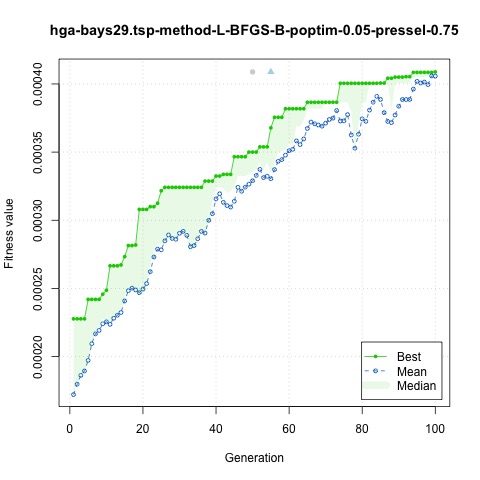 hga-bays29.tsp-method-L-BFGS-B-poptim-0.05-pressel-0.75
Fitness value
0.00040
0.00035
0.00030
0.00025
0.00020
Best
Mean
Median
0 20 40 60 80 100
Generation